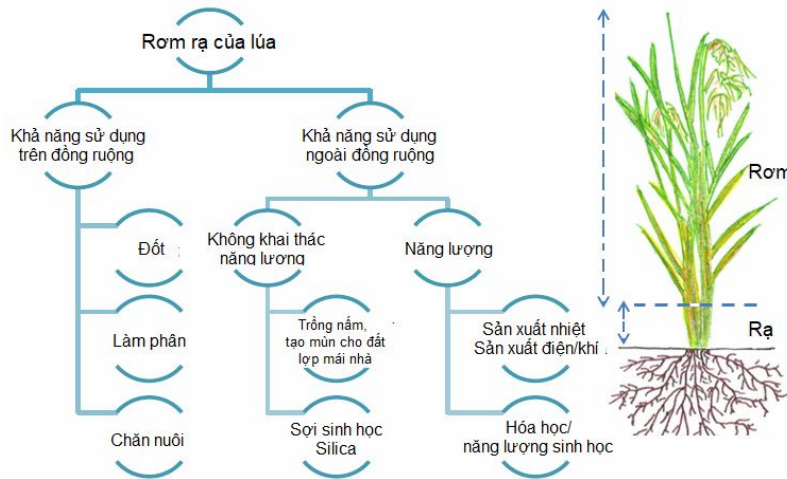 Rơm rạ của lúa
Khả năng sử dụng
trên đồng ruộng
Khả năng sử dụng
ngoài đồng ruộng
Đốt
Làm phân
Chăn nuôi
Không khai thác
năng lượng
Năng lượng
Trồng nấm,
tạo mùn cho đất
lợp mái nhà
Sợi sinh học
Silica
Sản xuất nhiệt
Sản xuất điện/khí
Hóa học/
năng lượng sinh học
Rơm
Rạ